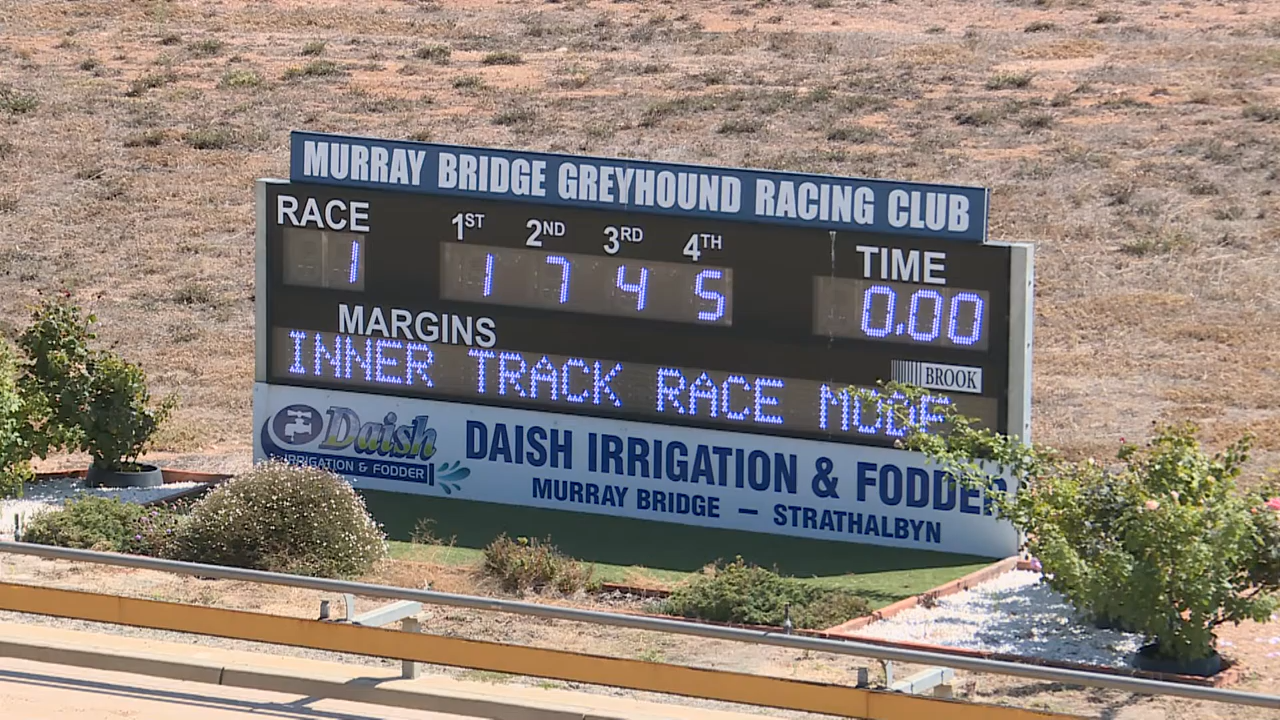 MURRAY BRIDGE GREYHOUND RACING CLUB
RACE 1ST 2ND 3RD 4TH TIME
1 1 7 4 5 0.00
MARGINS
BROOK
INNER TRACK RACE MODE
Daish
IRRIGATION & FODDER
DAISH IRRIGATION & FODDER
MURRAY BRIDGE – STRATHALBYN